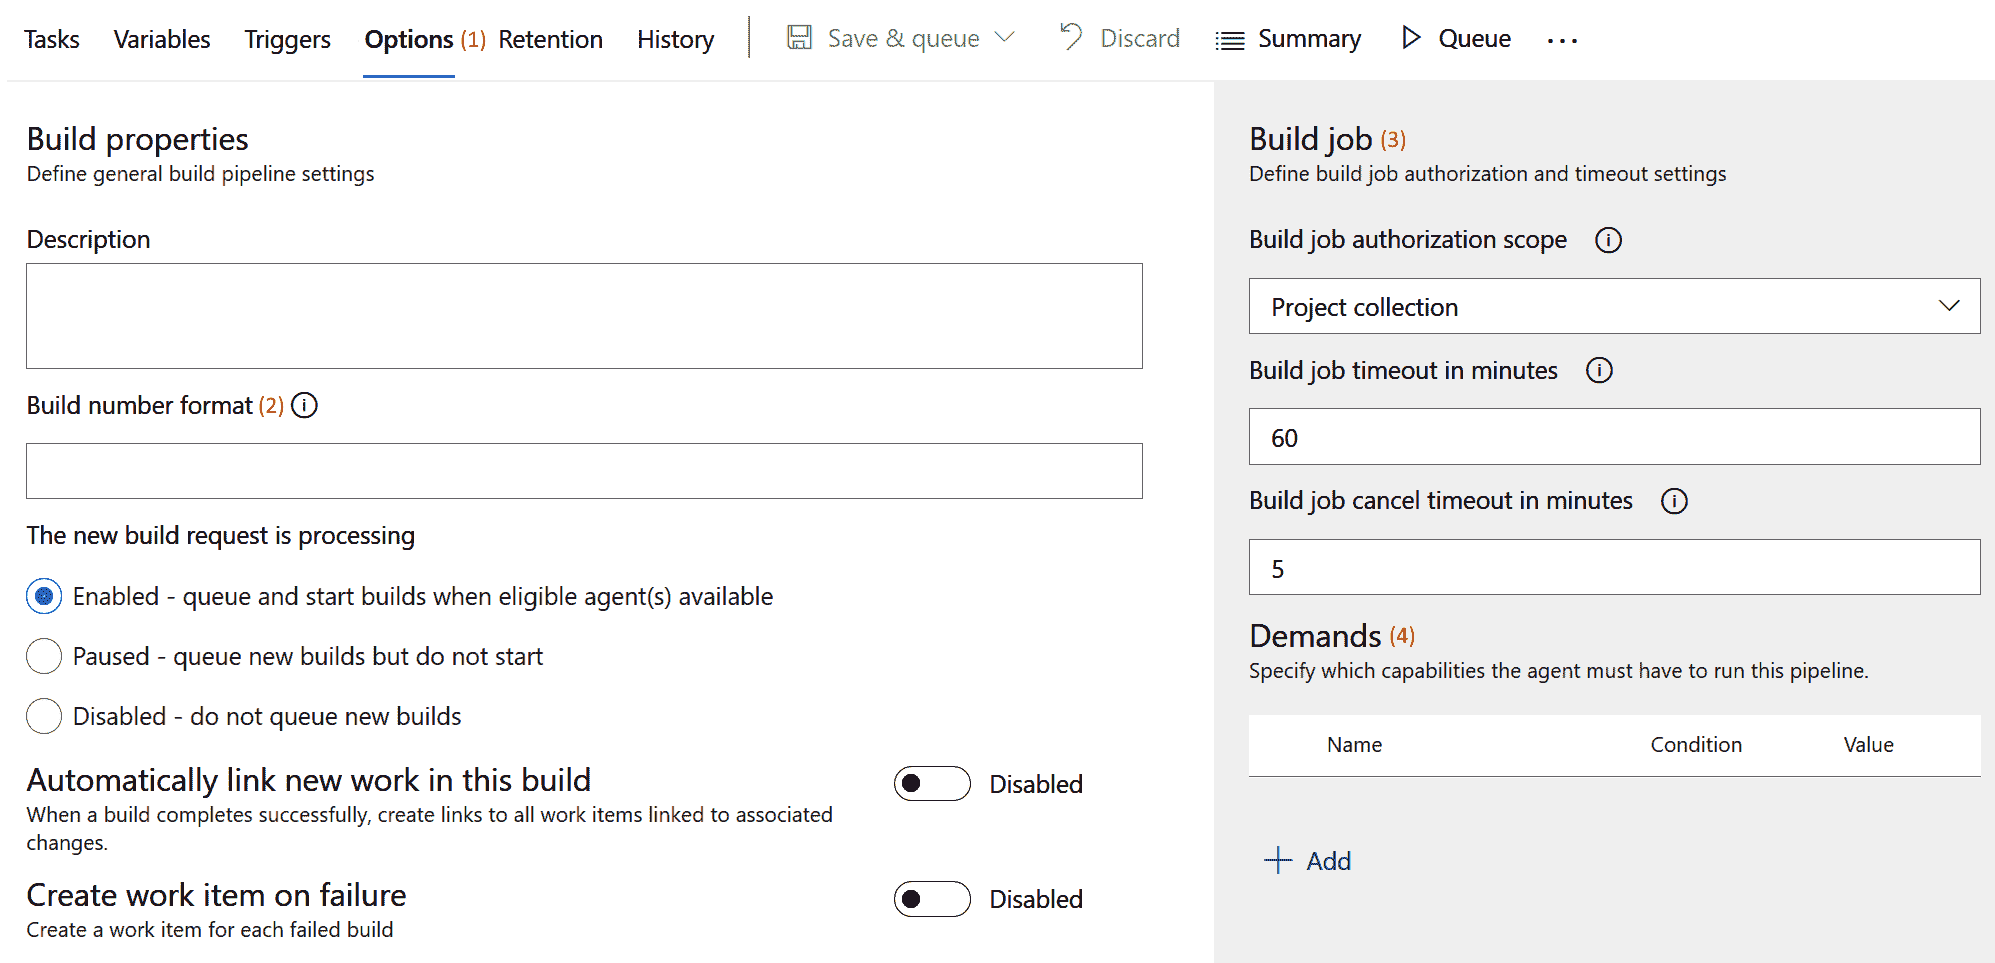 Tasks Variables Triggers Options (1) Retention History Save & queue Discard Summary Queue ...
Build properties
Define general build pipeline settings
Description
Build number format (2)
The new build request is processing
Enabled - queue and start builds when eligible agent(s) available
Paused - queue new builds but do not start
Disabled - do not queue new builds
Automatically link new work in this build Disabled
When a build completes successfully, create links to all work items linked to associated
changes.
Create work item on failure Disabled
Create a work item for each failed build
Build job (3)
Define build job authorization and timeout settings
Build job authorization scope
Project collection
Build job timeout in minutes
60
Build job cancel timeout in minutes
5
Demands (4)
Specify which capabilities the agent must have to run this pipeline.
Name Condition Value
+ Add